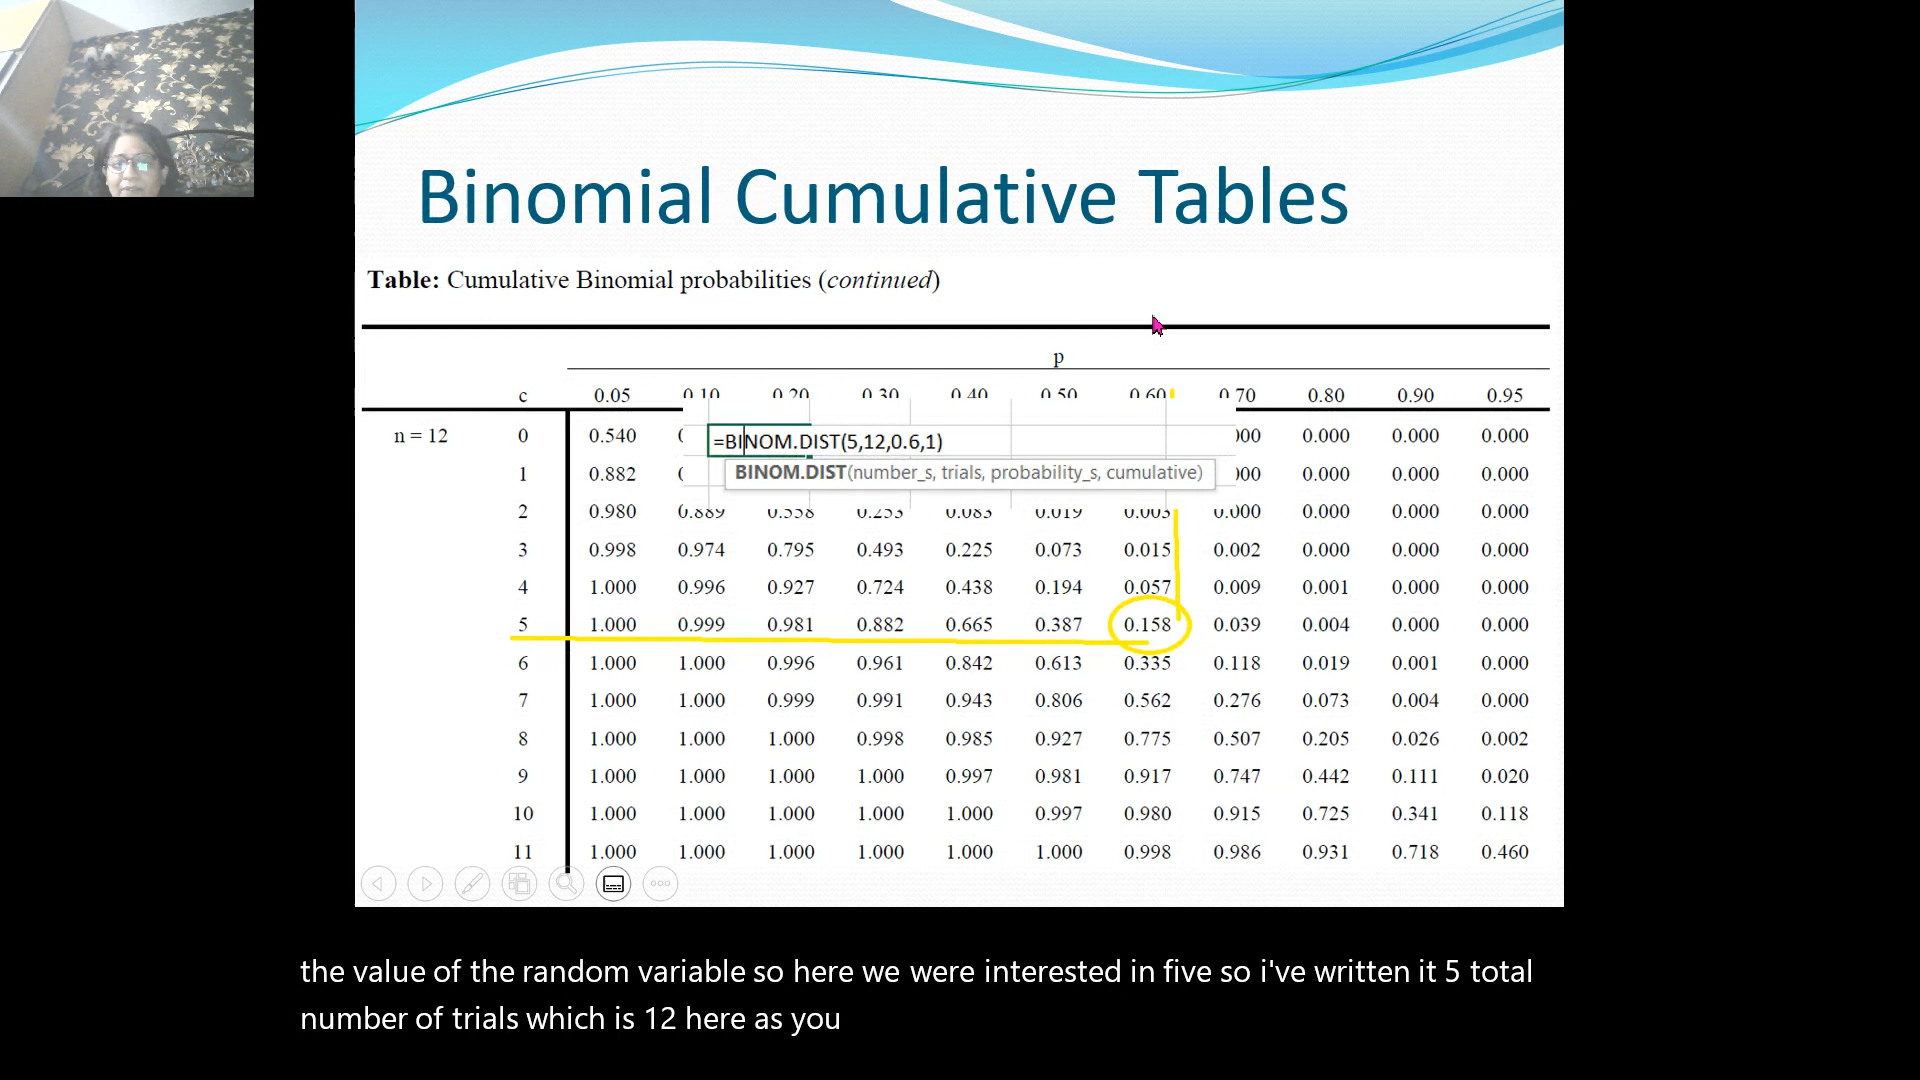 Binomial Cumulative Tables
Table: Cumulative Binomial probabilities (continued)
p
c 0.05 0.10 0.20 0.30 0.40 0.50 0.60 0.70 0.80 0.90 0.95
n = 12 0 0.540 0.000 0.000 0.000
=BINOM.DIST(5,12,0.6,1)
1 0.882 0.000 0.000 0.000
BINOM.DIST(number_s, trials, probability_s, cumulative)
2 0.980 0.889 0.558 0.253 0.083 0.019 0.003 0.000 0.000 0.000 0.000
3 0.998 0.974 0.795 0.493 0.225 0.073 0.015 0.002 0.000 0.000 0.000
4 1.000 0.996 0.927 0.724 0.438 0.194 0.057 0.009 0.001 0.000 0.000
5 1.000 0.999 0.981 0.882 0.665 0.387 0.158 0.039 0.004 0.000 0.000
6 1.000 1.000 0.996 0.961 0.842 0.613 0.335 0.118 0.019 0.001 0.000
7 1.000 1.000 0.999 0.991 0.943 0.806 0.562 0.276 0.073 0.004 0.000
8 1.000 1.000 1.000 0.998 0.985 0.927 0.775 0.507 0.205 0.026 0.002
9 1.000 1.000 1.000 1.000 0.997 0.981 0.917 0.747 0.442 0.111 0.020
10 1.000 1.000 1.000 1.000 1.000 0.997 0.980 0.915 0.725 0.341 0.118
11 1.000 1.000 1.000 1.000 1.000 1.000 0.998 0.986 0.931 0.718 0.460
the value of the random variable so here we were interested in five so i've written it 5 total
number of trials which is 12 here as you